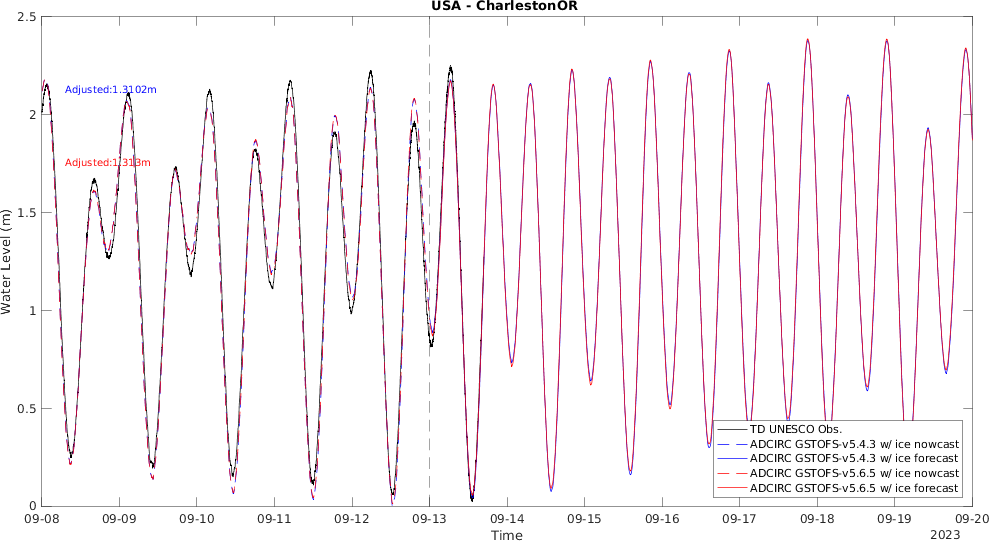 USA - CharlestonOR
2.5
2
1.5
1
0.5
0
Water Level (m)
Adjusted:1.3102m
Adjusted:1.313m
TD UNESCO Obs.
ADCIRC GSTOFS-v5.4.3 w/ ice nowcast
ADCIRC GSTOFS-v5.4.3 w/ ice forecast
ADCIRC GSTOFS-v5.6.5 w/ ice nowcast
ADCIRC GSTOFS-v5.6.5 w/ ice forecast
09-08 09-09 09-10 09-11 09-12 09-13 09-14 09-15 09-16 09-17 09-18 09-19 09-20
Time
2023